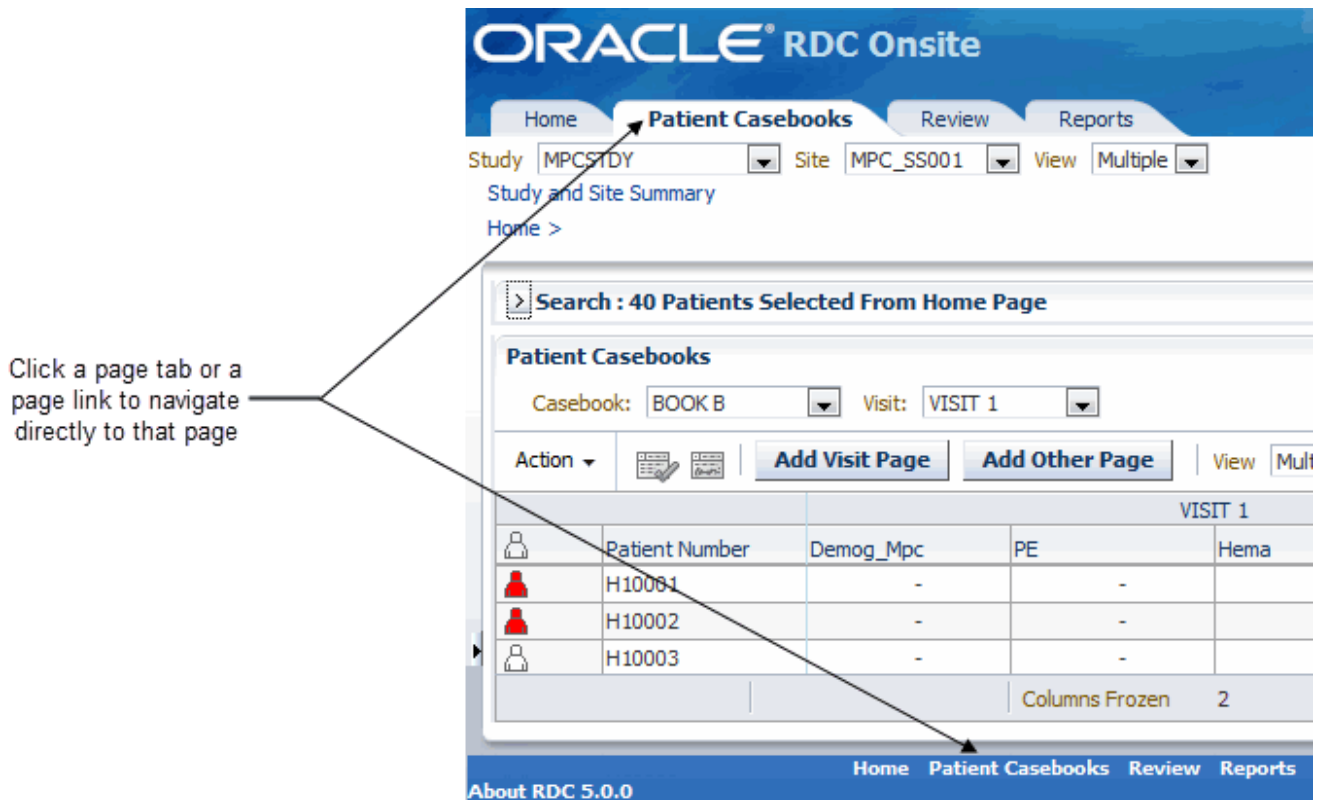 ORACLE® RDC Onsite
Home Patient Casebooks Review Reports
Study MPCSTDY Site MPC_SS001 View Multiple
Study and Site Summary
Home >
> Search : 40 Patients Selected From Home Page
Click a page tab or a
page link to navigate
directly to that page
Patient Casebooks
Casebook: BOOK B Visit: VISIT 1
Action Add Visit Page Add Other Page View Mult
VISIT 1
Patient Number Demog_Mpc PE Hema
H10001 - -
H10002 - -
H10003 - -
Columns Frozen 2
Home Patient Casebooks Review Reports
About RDC 5.0.0